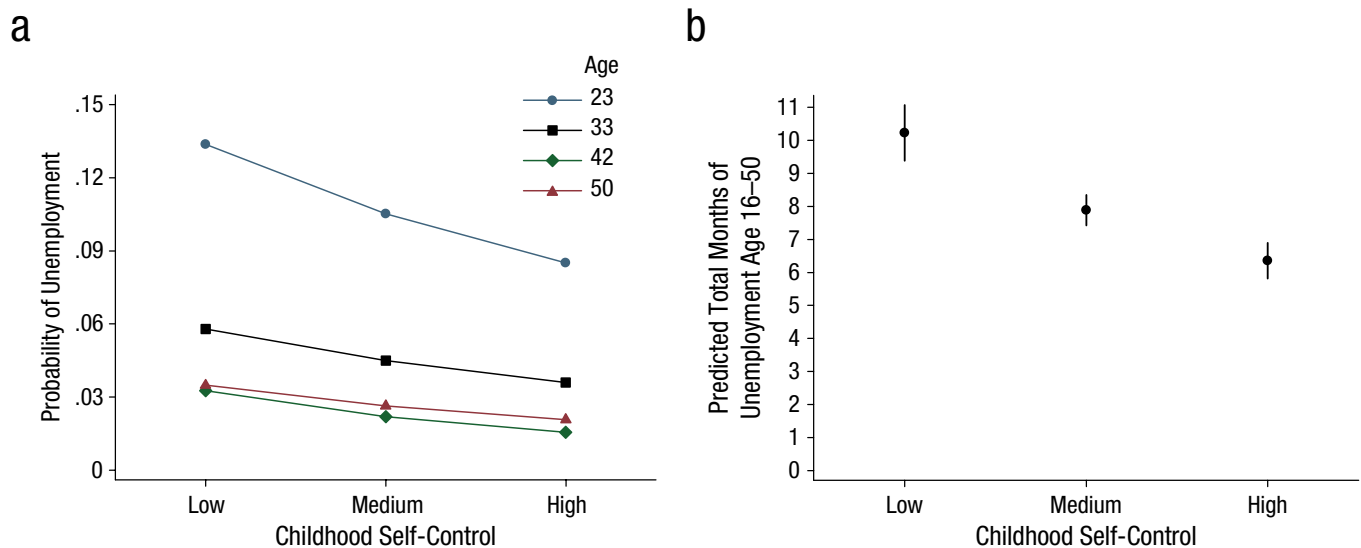 a
Age
23
33
42
50
Probability of Unemployment
.15
.12
.09
.06
.03
0
Low Medium High
Childhood Self-Control
b
Predicted Total Months of
Unemployment Age 16–50
11
10
9
8
7
6
5
4
3
2
1
0
Low Medium High
Childhood Self-Control